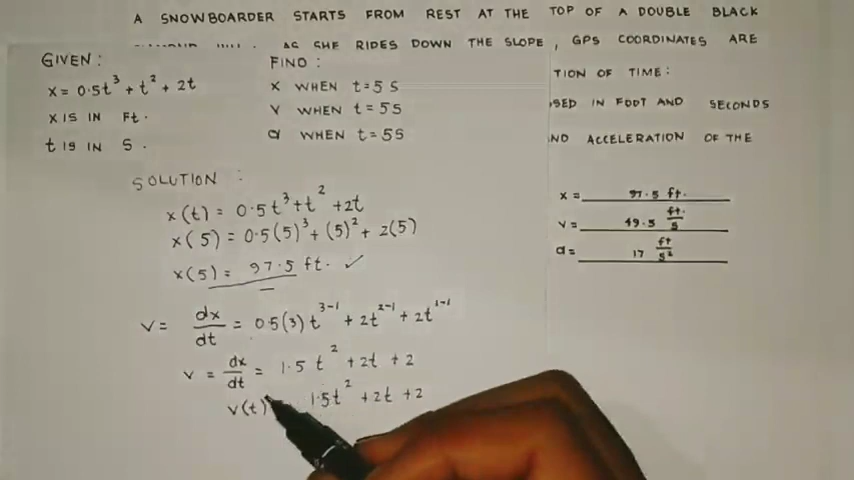 A SNOWBOARDER STARTS FROM REST AT THE TOP OF A DOUBLE BLACK
AS SHE RIDES DOWN THE SLOPE, GPS COORDINATES ARE
TION OF TIME:
SED IN FOOT AND SECONDS
ND ACCELERATION OF THE
GIVEN:
x = 0.5t³ + t² + 2t
x IS IN Ft.
t IS IN S.
FIND:
x WHEN t=5 S
V WHEN t=5S
a WHEN t=5S
SOLUTION:
x(t) = 0.5t³ + t² + 2t
x(5) = 0.5(5)³ + (5)² + 2(5)
x(5) = 97.5 ft. ✓
V = dx/dt = 0.5(3)t³⁻¹ + 2t²⁻¹ + 2t¹⁻¹
V = dx/dt = 1.5t² + 2t + 2
V(t) 1.5t² + 2t + 2
x= 97.5 ft.
V= 49.5 ft./s
a= 17 ft/s²